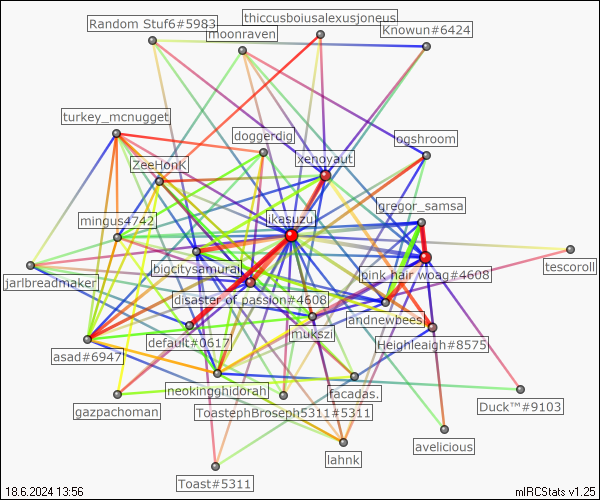 thiccusboiusalexusjoneus
Random Stuf6#5983
moonraven
Knowun#6424
turkey_mcnugget
doggerdig
ogshroom
xenoyaut
ZeeHonK
gregor_samsa
mingus4742
ikasuzu
bigcitysamurai
pink hair woag#4608
tescoroll
jarlbreadmaker
disaster of passion#4608
andrewbees
mukszi
default#0617
Heighleaigh#8575
asad#6947
neokingghidorah
facadas.
gazpachoman
ToastephBroseph5311#5311
Duck™#9103
avelicious
lahnk
Toast#5311
18.6.2024 13:56
mIRCStats v1.25